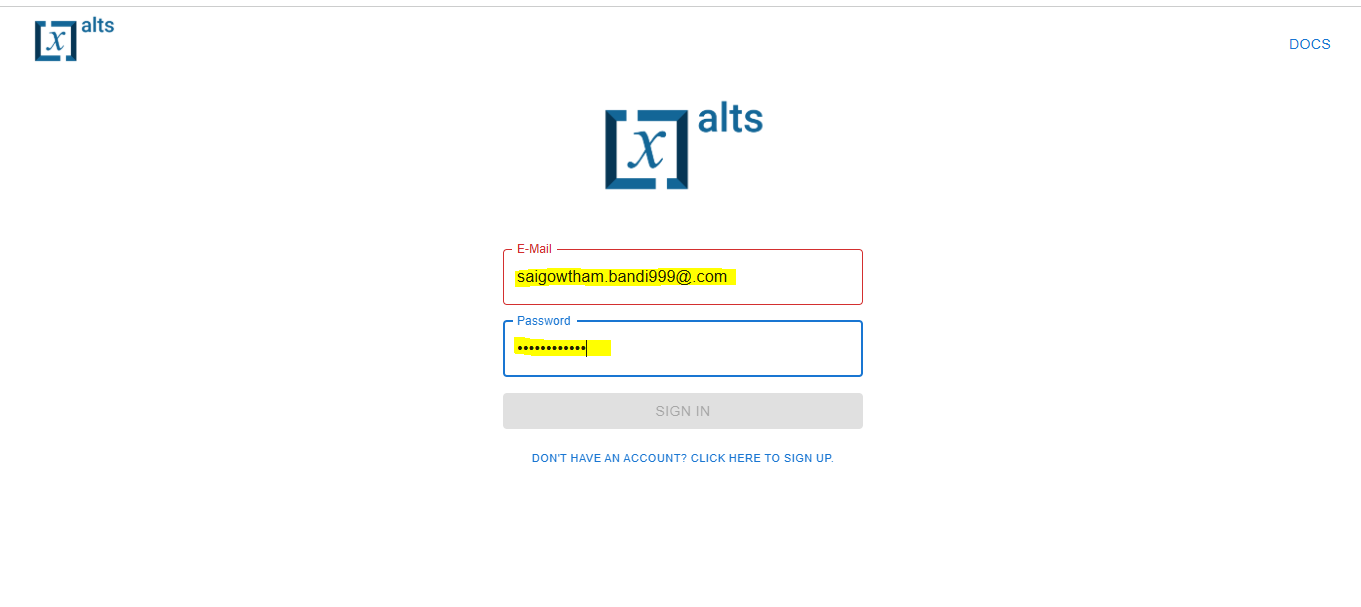 [x] alts
DOCS
[x] alts
E-Mail
saigowtham.bandi999@.com
Password
••••••••••••
SIGN IN
DON'T HAVE AN ACCOUNT? CLICK HERE TO SIGN UP.